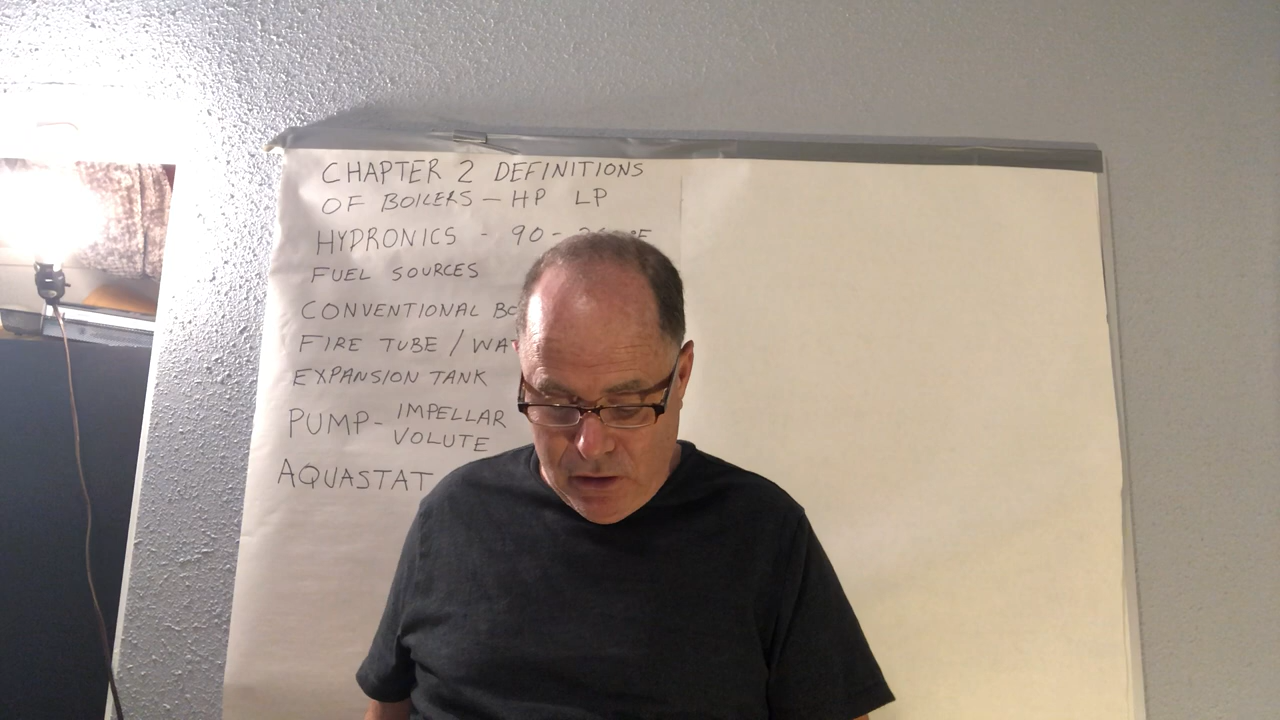 CHAPTER 2 DEFINITIONS
OF BOILERS - HP LP
HYDRONICS - 90-
FUEL SOURCES
CONVENTIONAL
FIRE TUBE /
EXPANSION TANK
PUMP- IMPELLAR
VOLUTE
AQUASTAT